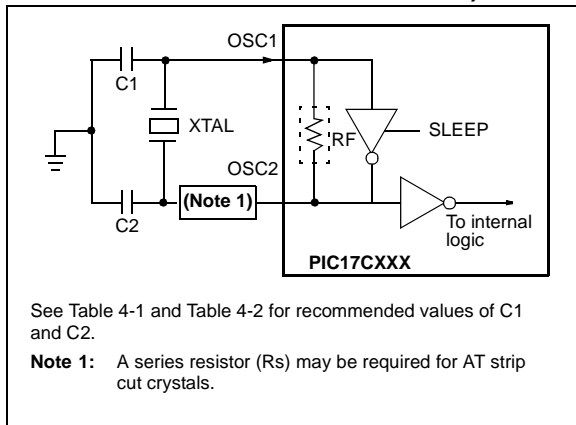 OSC1
C1
XTAL
SLEEP
RF
OSC2
(Note 1)
C2
To internal
logic
PIC17CXXX
See Table 4-1 and Table 4-2 for recommended values of C1
and C2.
Note 1: A series resistor (Rs) may be required for AT strip
cut crystals.